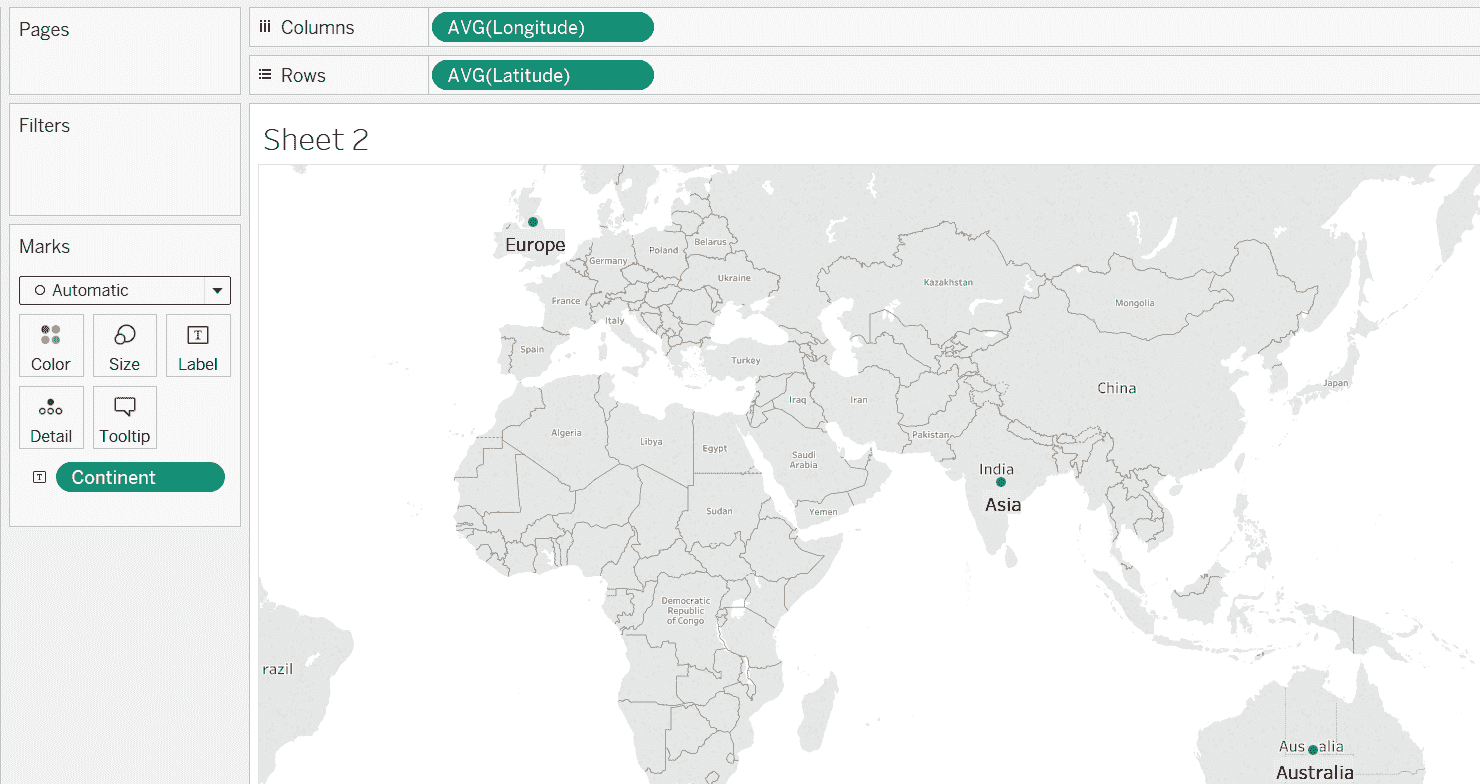 Pages
Columns
AVG(Longitude)
Rows
AVG(Latitude)
Filters
Sheet 2
Marks
Automatic
Color
Size
T
Label
Detail
Tooltip
T
Continent
Europe
Germany
Poland
Belarus
Ukraine
France
Italy
Spain
Turkey
Kazakhstan
Mongolia
China
Japan
Iraq
Iran
Pakistan
Algeria
Libya
Egypt
Saudi
Arabia
India
Asia
Sudan
Yemen
Democratic
Republic
of Congo
razil
Aus alia
Australia